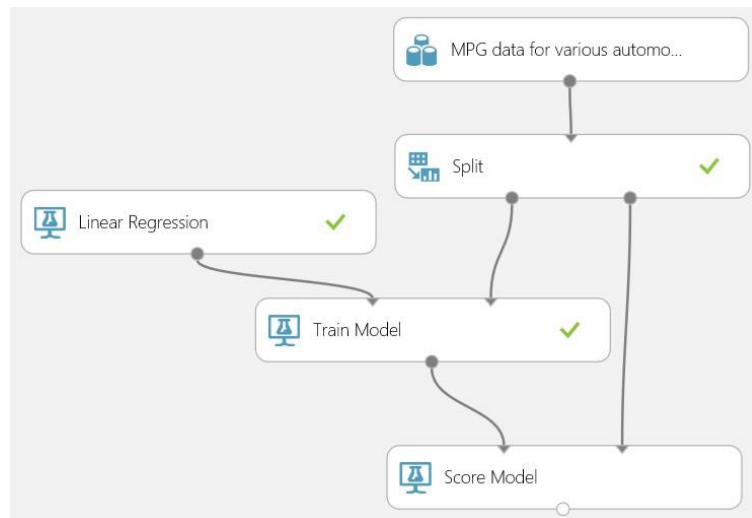 MPG data for various automo...
Split
Linear Regression
Train Model
Score Model